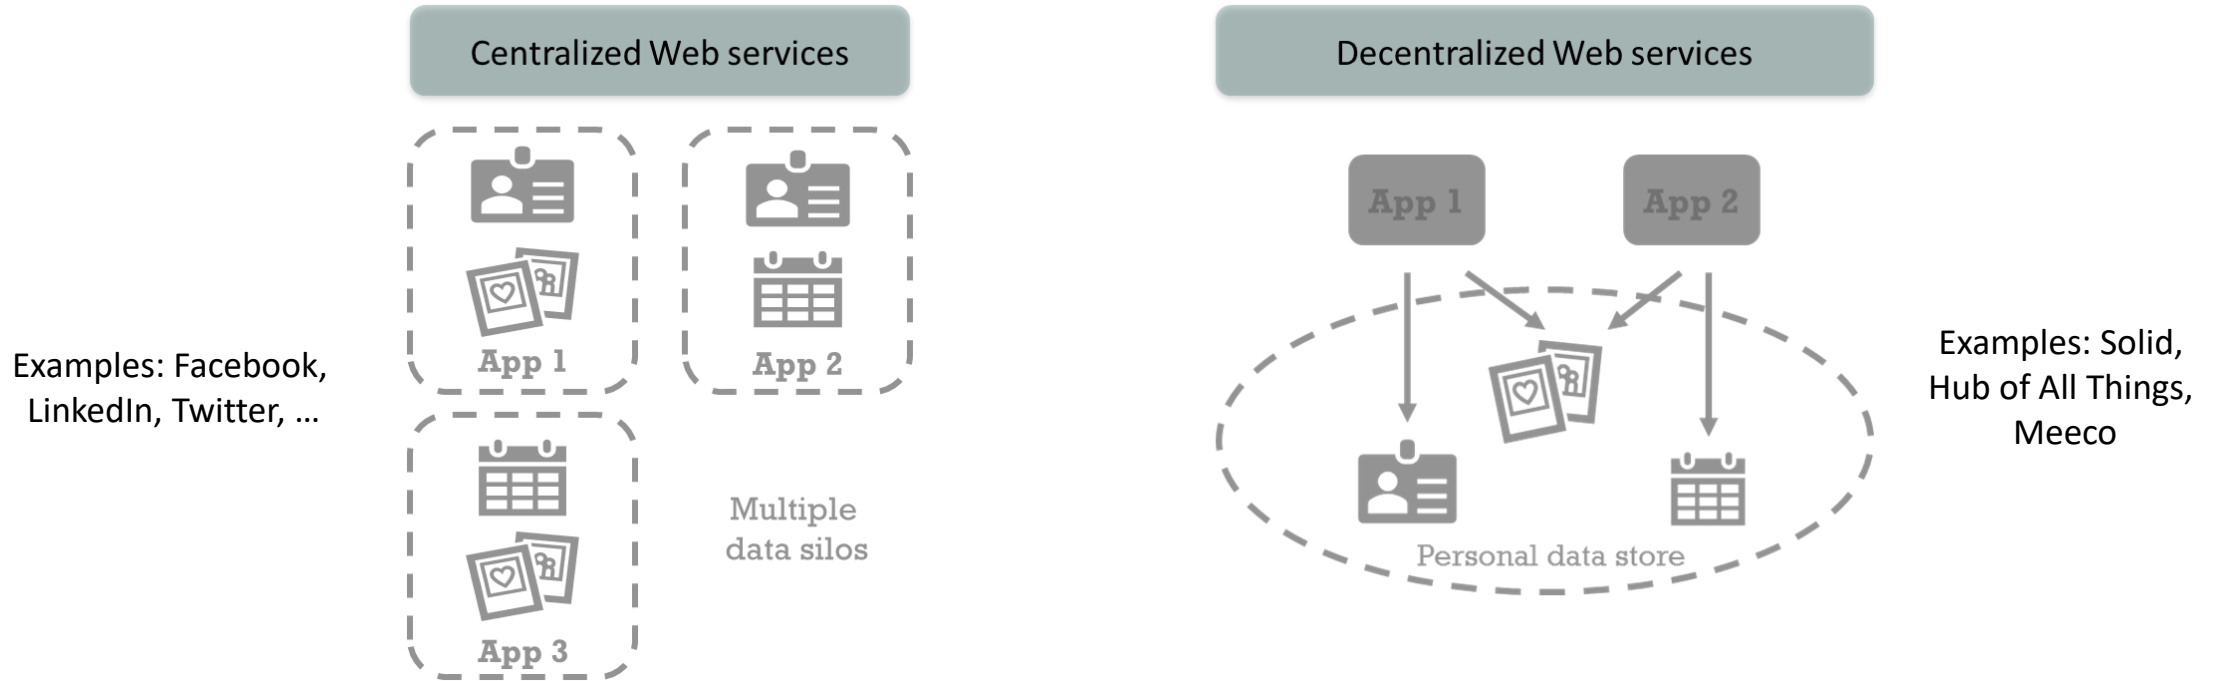 Centralized Web services
App 1
App 2
App 3
Multiple
data silos
Examples: Facebook,
LinkedIn, Twitter, ...
Decentralized Web services
App 1
App 2
Personal data store
Examples: Solid,
Hub of All Things,
Meeco